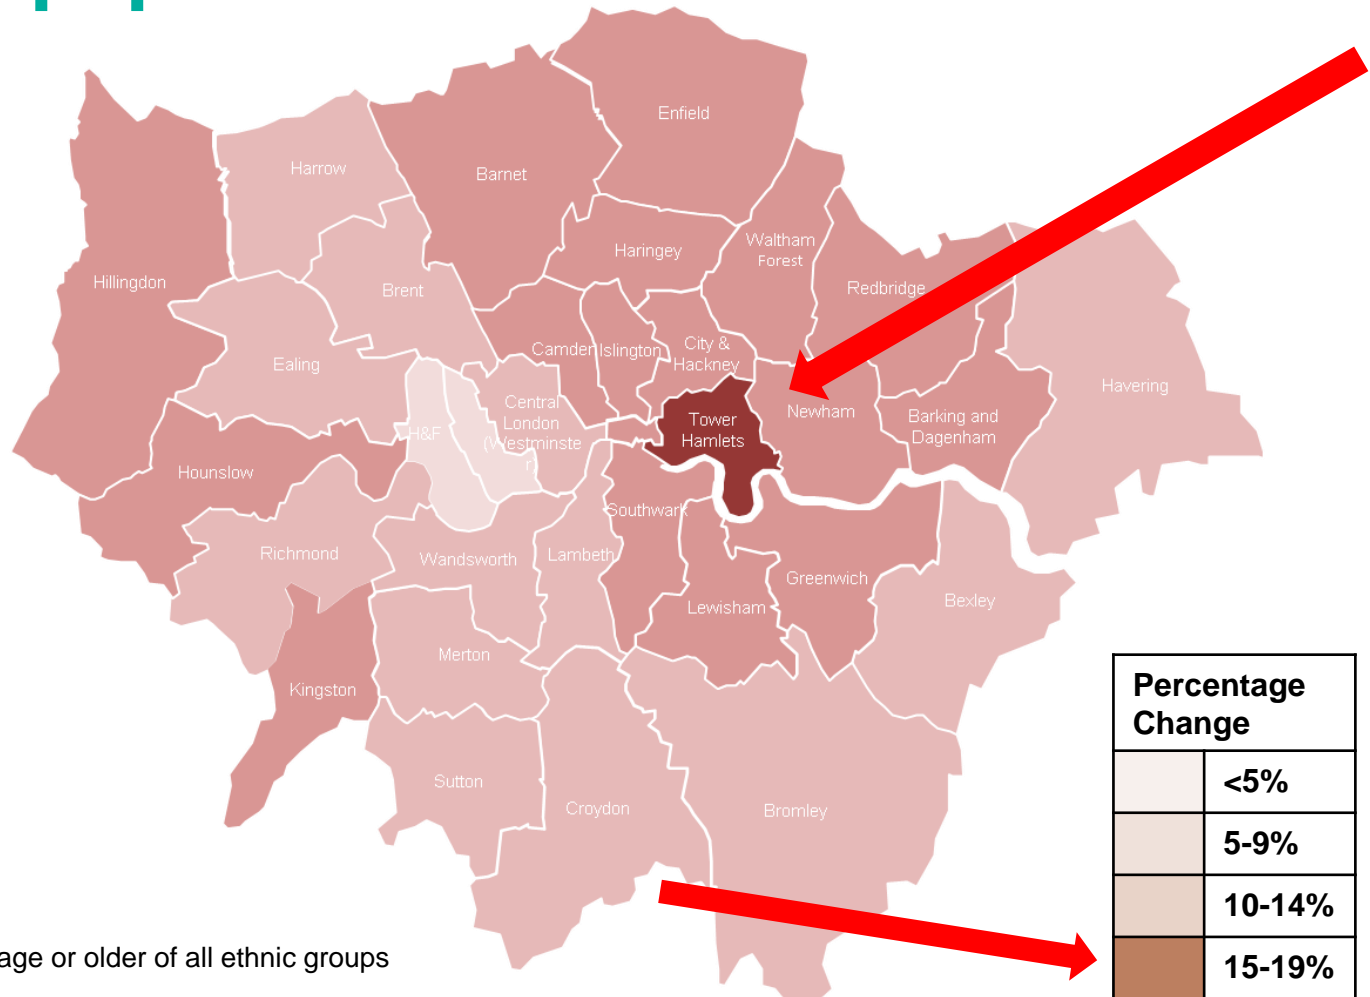 Enfield
Harrow
Barnet
Waltham
Forest
Haringey
Hillingdon
Redbridge
Brent
City &
Hackney
Camden
Islington
Ealing
Havering
Central
London
(Westminste
r)
Newham
Tower
Hamlets
Barking and
Dagenham
H&F
Hounslow
Southwark
Richmond
Wandsworth
Lambeth
Greenwich
Bexley
Lewisham
Merton
Kingston
Sutton
Croydon
Bromley
Percentage
Change
<5%
5-9%
10-14%
15-19%
age or older of all ethnic groups